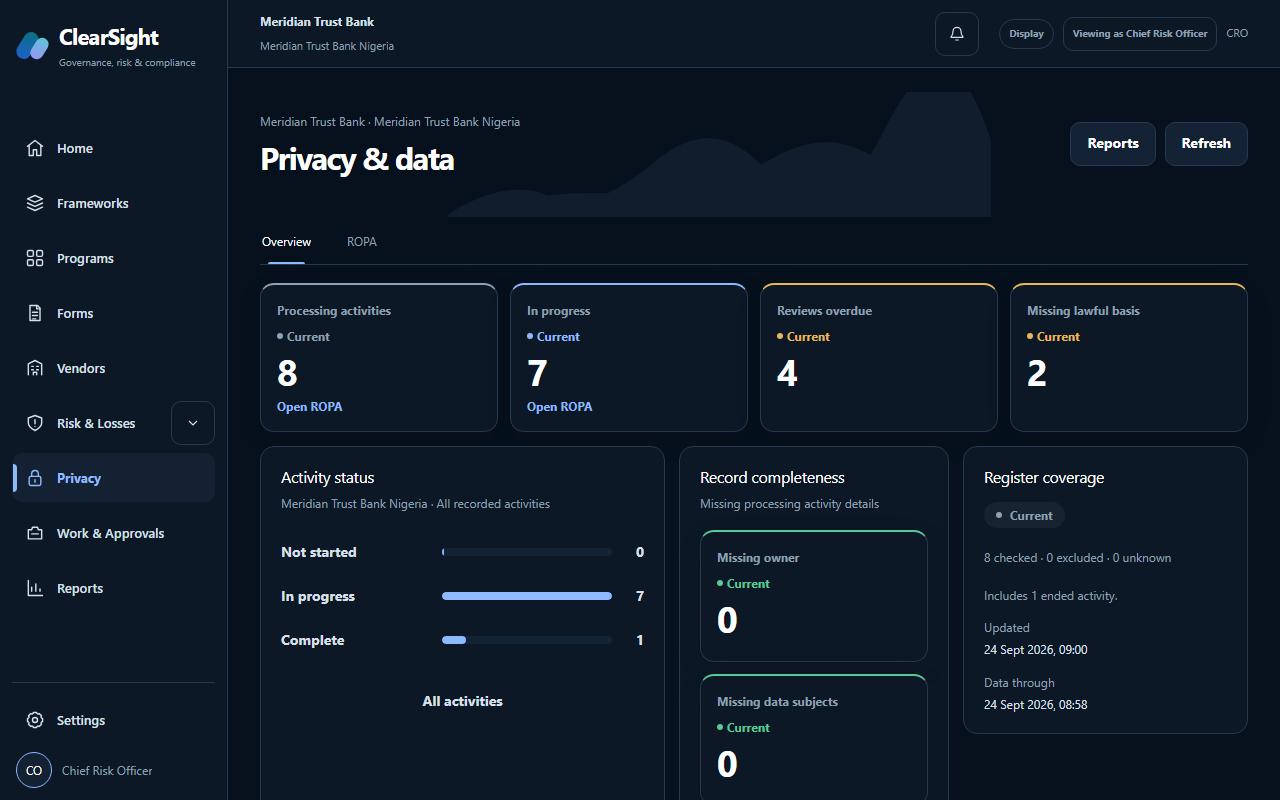 ClearSight
Governance, risk & compliance
Home
Frameworks
Programs
Forms
Vendors
Risk & Losses
Privacy
Work & Approvals
Reports
Settings
CO
Chief Risk Officer
Meridian Trust Bank
Meridian Trust Bank Nigeria
Display
Viewing as Chief Risk Officer
CRO
Meridian Trust Bank · Meridian Trust Bank Nigeria
Privacy & data
Reports
Refresh
Overview
ROPA
Processing activities
Current
8
Open ROPA
In progress
Current
7
Open ROPA
Reviews overdue
Current
4
Missing lawful basis
Current
2
Activity status
Meridian Trust Bank Nigeria · All recorded activities
Not started 0
In progress 7
Complete 1
All activities
Record completeness
Missing processing activity details
Missing owner
Current
0
Missing data subjects
Current
0
Register coverage
Current
8 checked · 0 excluded · 0 unknown
Includes 1 ended activity.
Updated
24 Sept 2026, 09:00
Data through
24 Sept 2026, 08:58